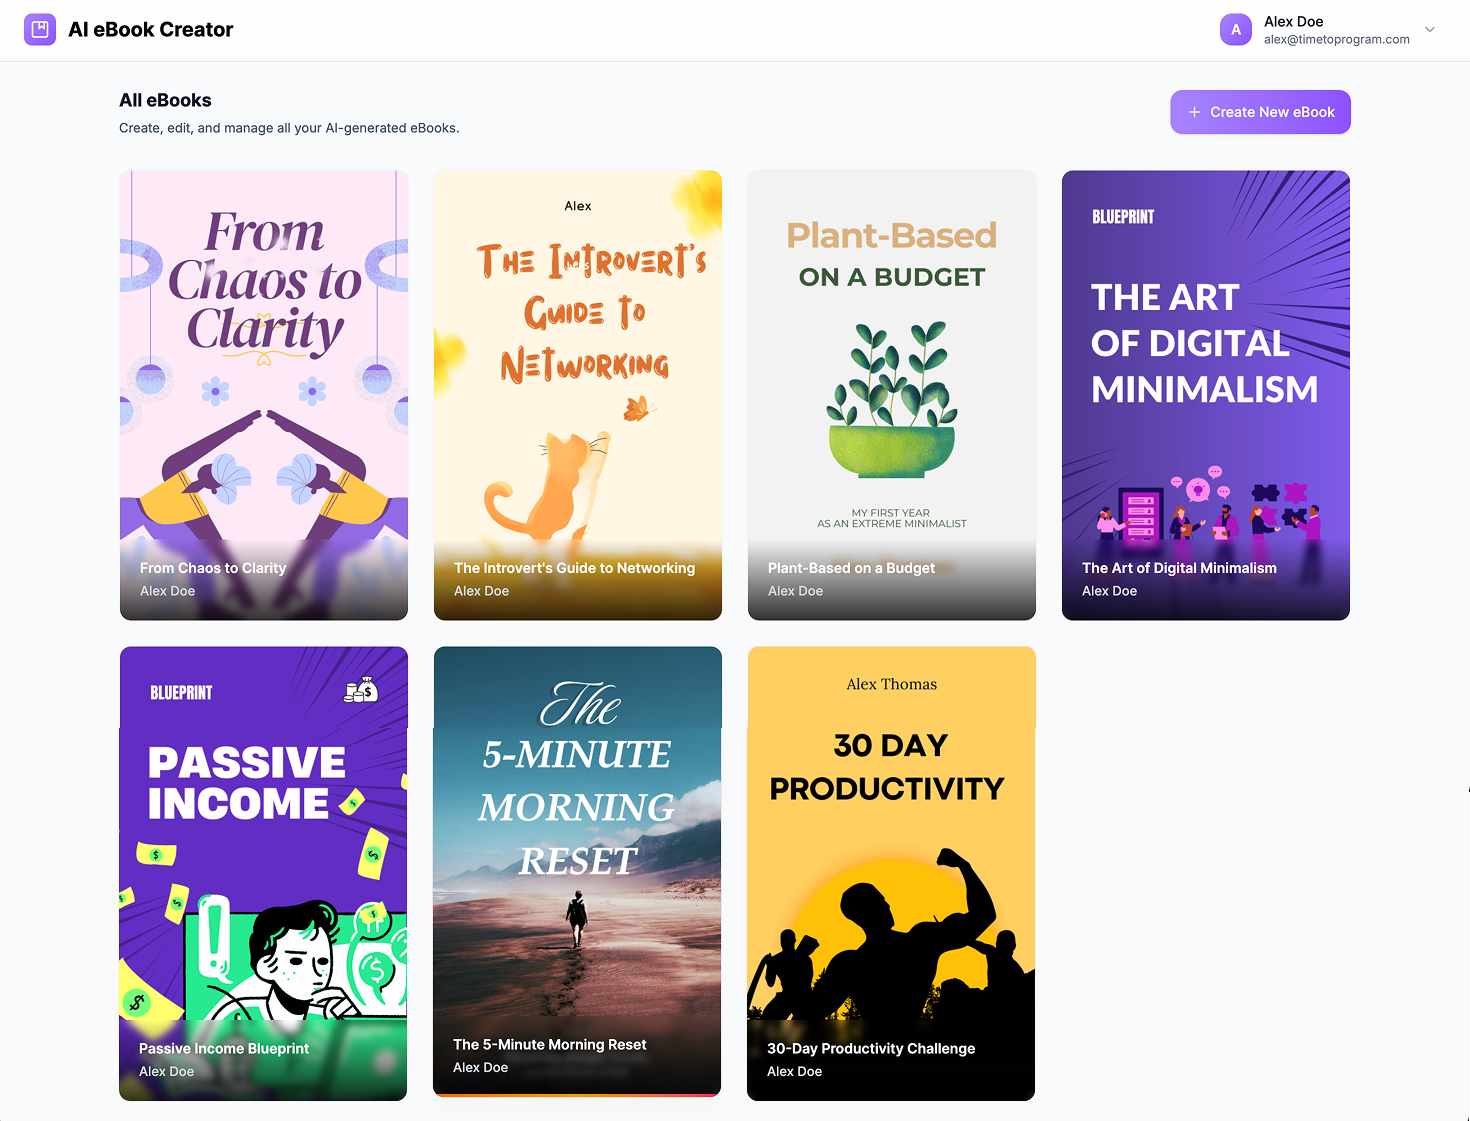 AI eBook Creator
A
Alex Doe
alex@timetoprogram.com
All eBooks
Create, edit, and manage all your AI-generated eBooks.
+ Create New eBook
From
Chaos to
Clarity
From Chaos to Clarity
Alex Doe
Alex
The Introvert's
Guide to
Networking
The Introvert's Guide to Networking
Alex Doe
Plant-Based
ON A BUDGET
MY FIRST YEAR
AS AN EXTREME MINIMALIST
Plant-Based on a Budget
Alex Doe
BLUEPRINT
THE ART
OF DIGITAL
MINIMALISM
The Art of Digital Minimalism
Alex Doe
BLUEPRINT
PASSIVE
INCOME
Passive Income Blueprint
Alex Doe
The
5-MINUTE
MORNING
RESET
The 5-Minute Morning Reset
Alex Doe
Alex Thomas
30 DAY
PRODUCTIVITY
30-Day Productivity Challenge
Alex Doe